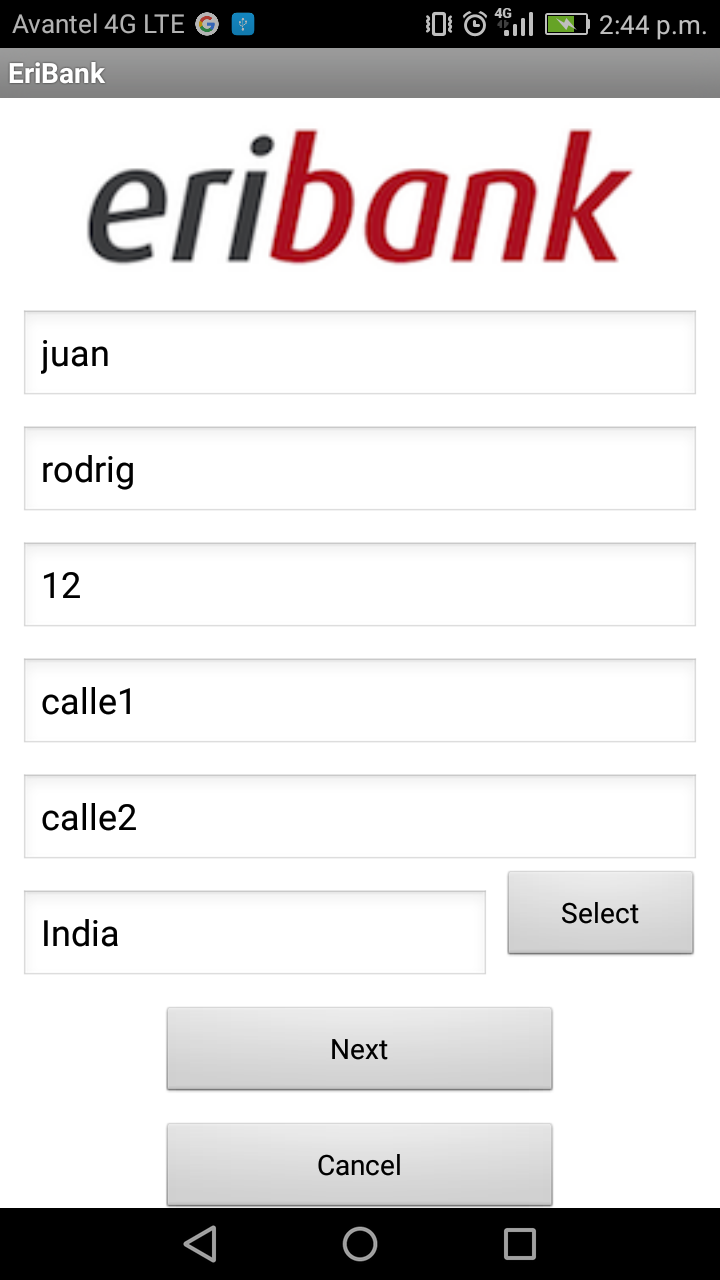 Avantel 4G LTE G 4G 2:44 p.m.
EriBank
eribank
juan
rodrig
12
calle1
calle2
India
Select
Next
Cancel